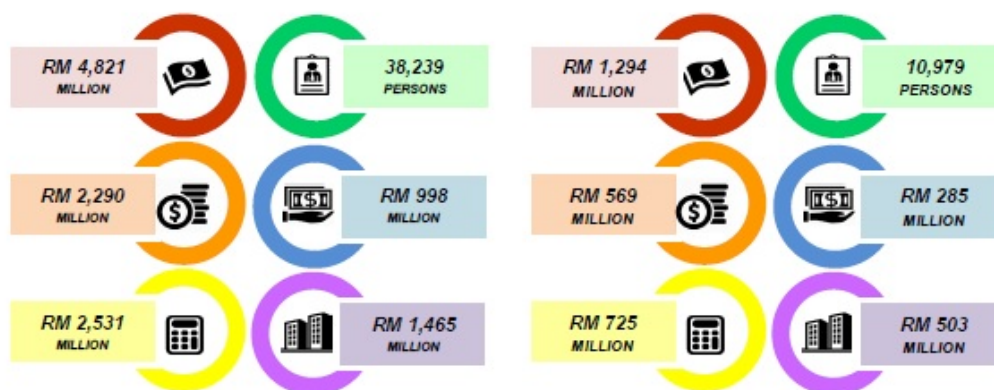 RM 4,821
MILLION
38,239
PERSONS
RM 2,290
MILLION
RM 998
MILLION
RM 2,531
MILLION
RM 1,465
MILLION
RM 1,294
MILLION
10,979
PERSONS
RM 569
MILLION
RM 285
MILLION
RM 725
MILLION
RM 503
MILLION